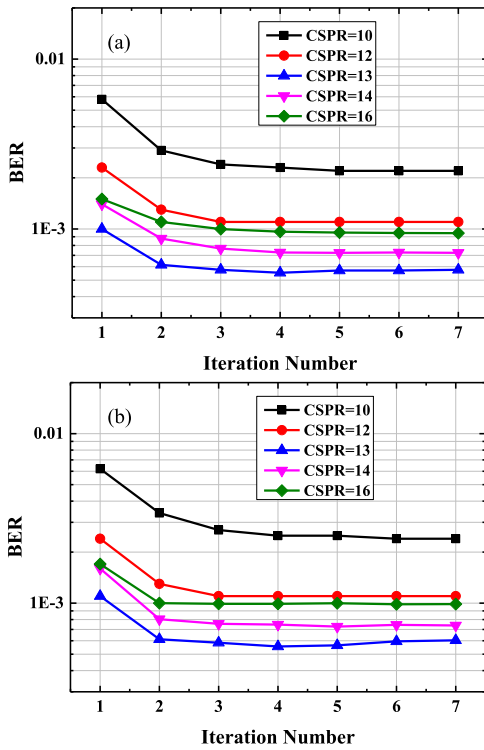 (a)
CSPR=10
CSPR=12
CSPR=13
CSPR=14
CSPR=16
0.01
1E-3
BER
1 2 3 4 5 6 7
Iteration Number
(b)
CSPR=10
CSPR=12
CSPR=13
CSPR=14
CSPR=16
0.01
1E-3
BER
1 2 3 4 5 6 7
Iteration Number